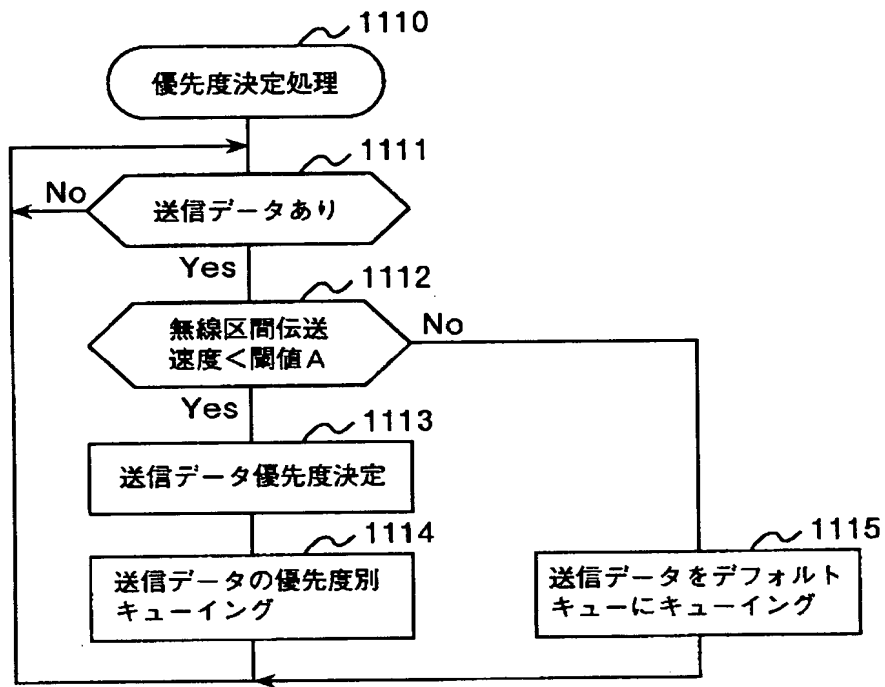 1110
優先度決定処理
1111
No
送信データあり
Yes
1112
無線区間伝送
速度<閾値A
No
Yes
1113
送信データ優先度決定
1114
送信データの優先度別
キューイング
1115
送信データをデフォルト
キューにキューイング